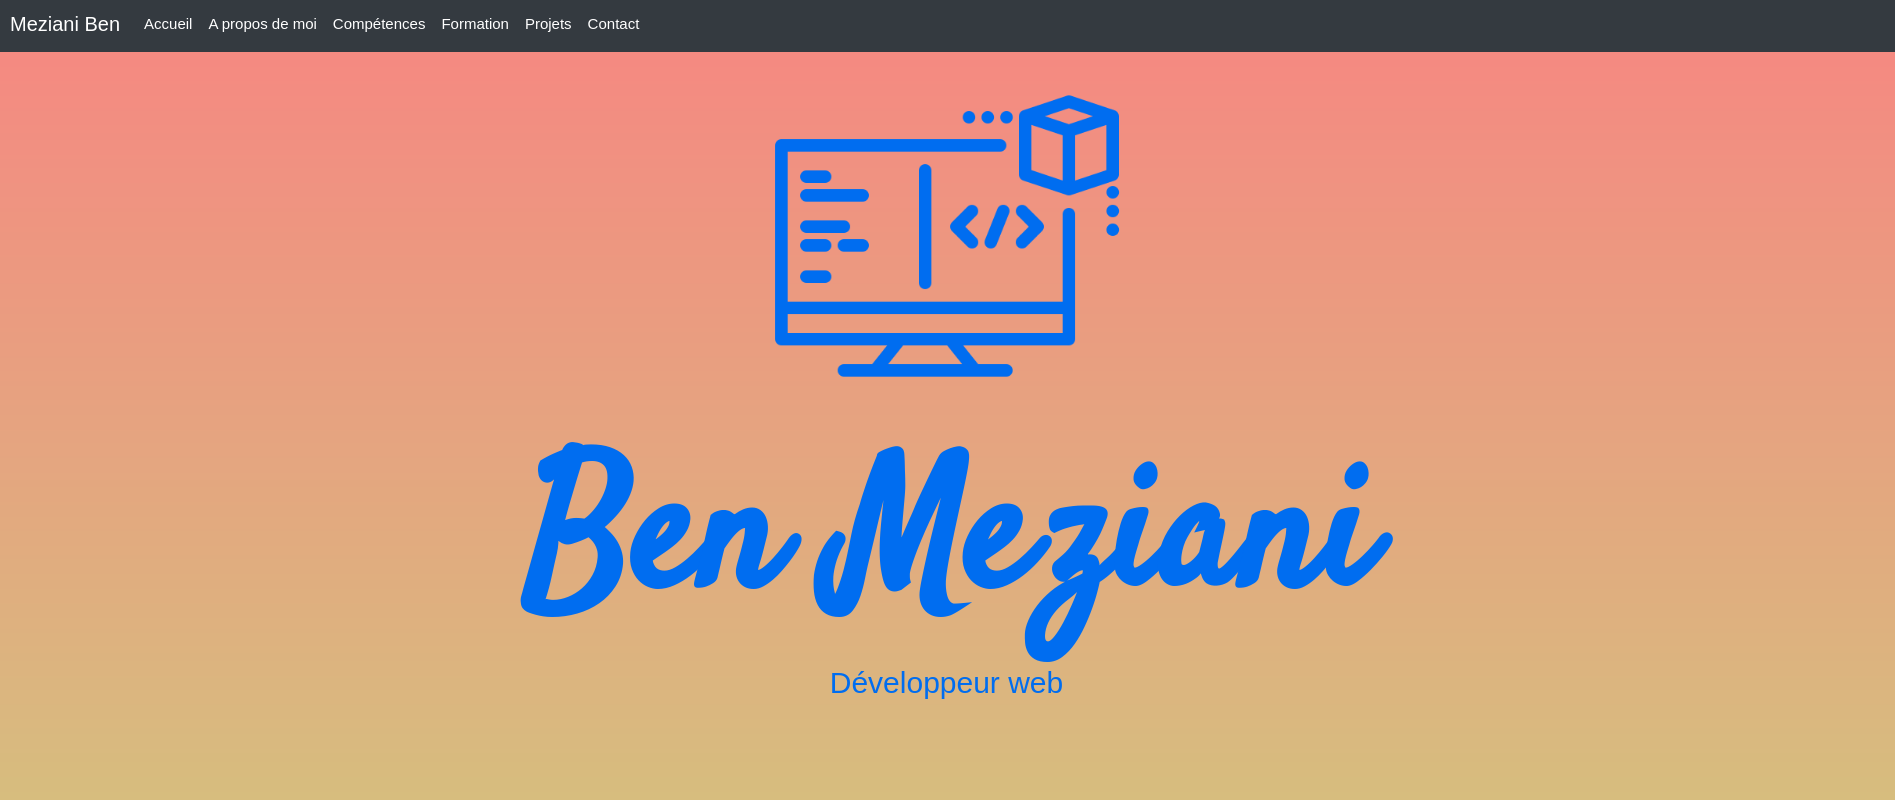 Meziani Ben Accueil A propos de moi Compétences Formation Projets Contact
</>
Ben Meziani
Développeur web